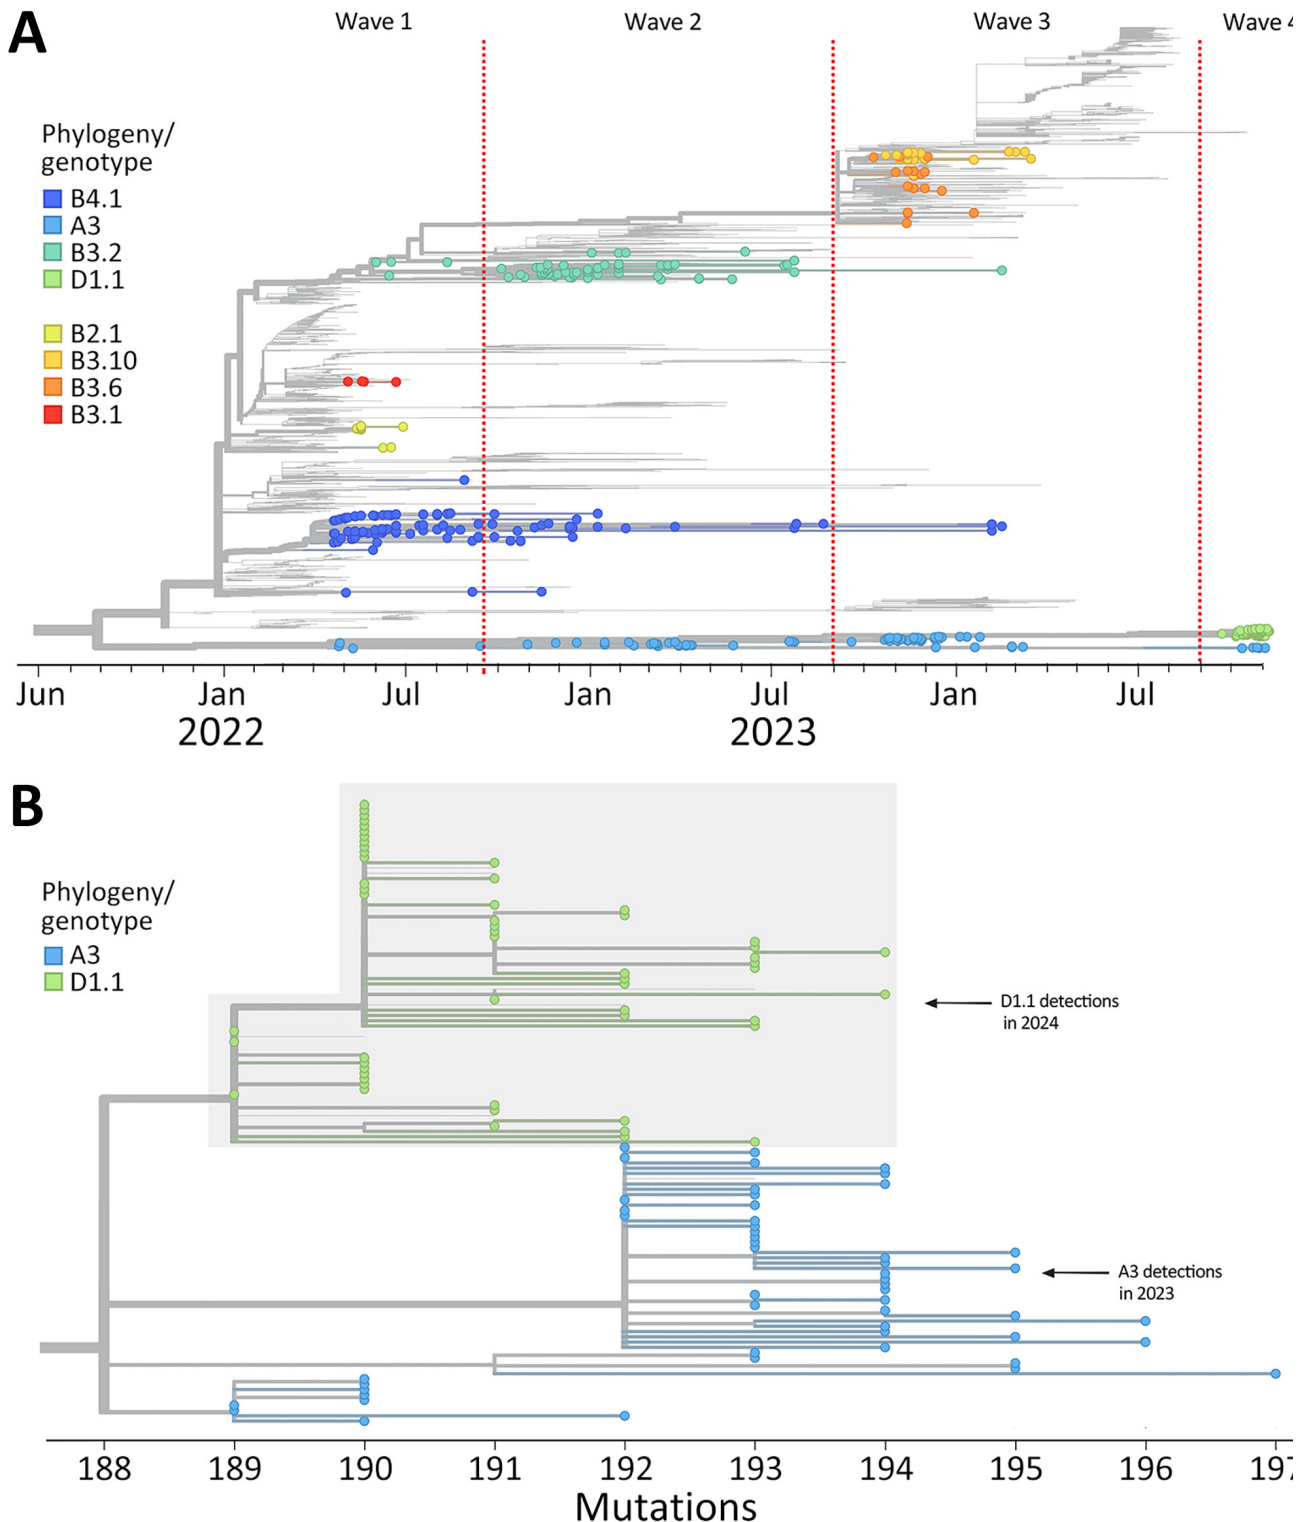 A
Wave 1
Wave 2
Wave 3
Wave 4
Phylogeny/
genotype
B4.1
A3
B3.2
D1.1
B2.1
B3.10
B3.6
B3.1
Jun
Jan
Jul
Jan
Jul
Jan
Jul
2022
2023
B
Phylogeny/
genotype
A3
D1.1
D1.1 detections
in 2024
A3 detections
in 2023
188
189
190
191
192
193
194
195
196
197
Mutations